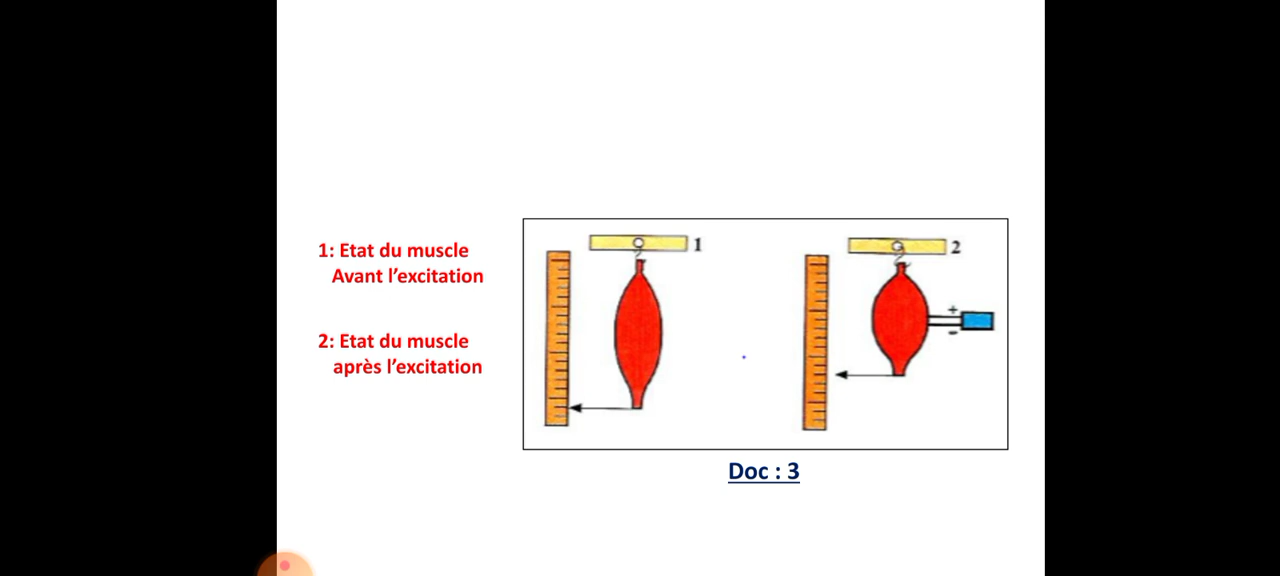 1: Etat du muscle
Avant l’excitation
2: Etat du muscle
après l’excitation
1
2
+
-
Doc : 3